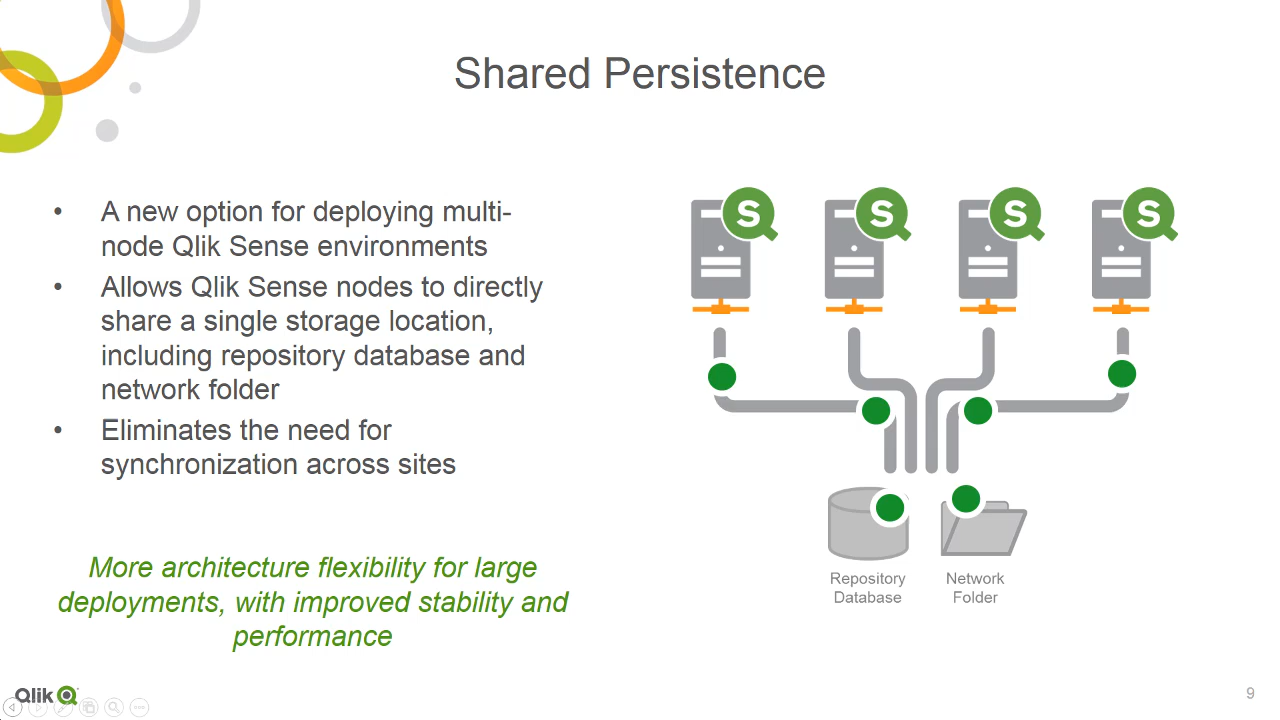 Shared Persistence
• A new option for deploying multi-
node Qlik Sense environments
• Allows Qlik Sense nodes to directly
share a single storage location,
including repository database and
network folder
• Eliminates the need for
synchronization across sites
More architecture flexibility for large
deployments, with improved stability and
performance
S S S S
Repository
Database
Network
Folder
Qlik
9